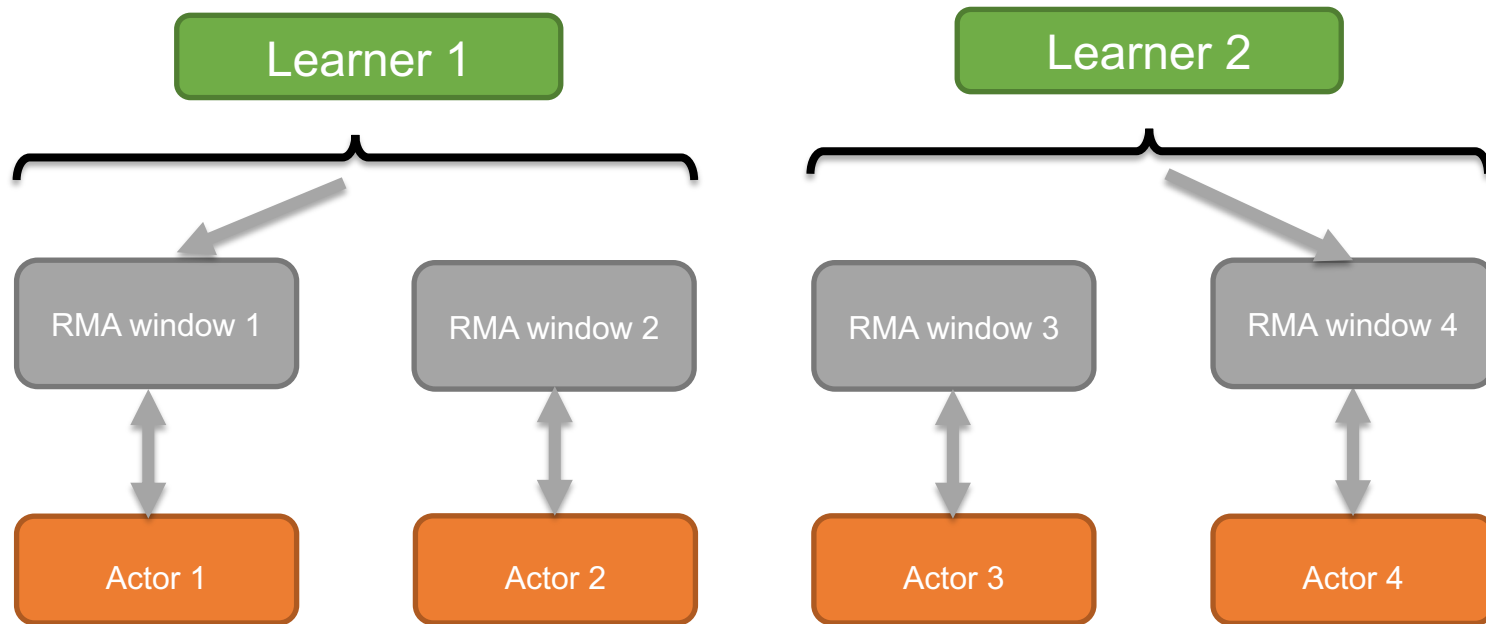 Learner 1
Learner 2
RMA window 1
RMA window 2
RMA window 3
RMA window 4
Actor 1
Actor 2
Actor 3
Actor 4